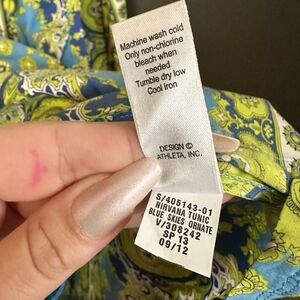 Machine wash cold
Only non-chlorine
bleach when
needed
Tumble dry low
Cool iron
DESIGN ©
ATHLETA, INC.
S/405143-01
NIRVANA TUNIC
BLUE SKIES ORNATE
V/308242
SP 13
09/12